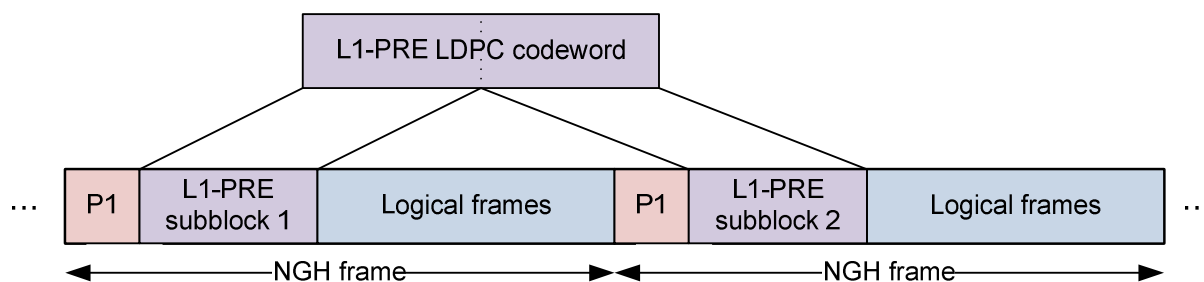 L1-PRE LDPC codeword
... P1 L1-PRE subblock 1 Logical frames P1 L1-PRE subblock 2 Logical frames ..
NGH frame NGH frame